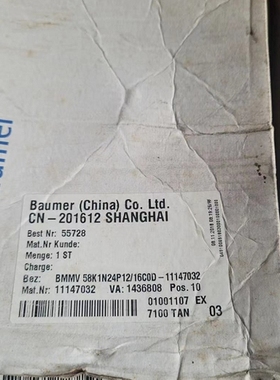 Baumer (China) Co. Ltd.
CN-201612 SHANGHAI
Best Nr: 55728
Mat.Nr Kunde:
Menge: 1 ST
Charge:
Bez: BMMV 58K1N24P12/16C0D-11147032
Mat.Nr: 11147032 VA: 1436808 Pos. 10
01001107 EX
7100 TAN 03